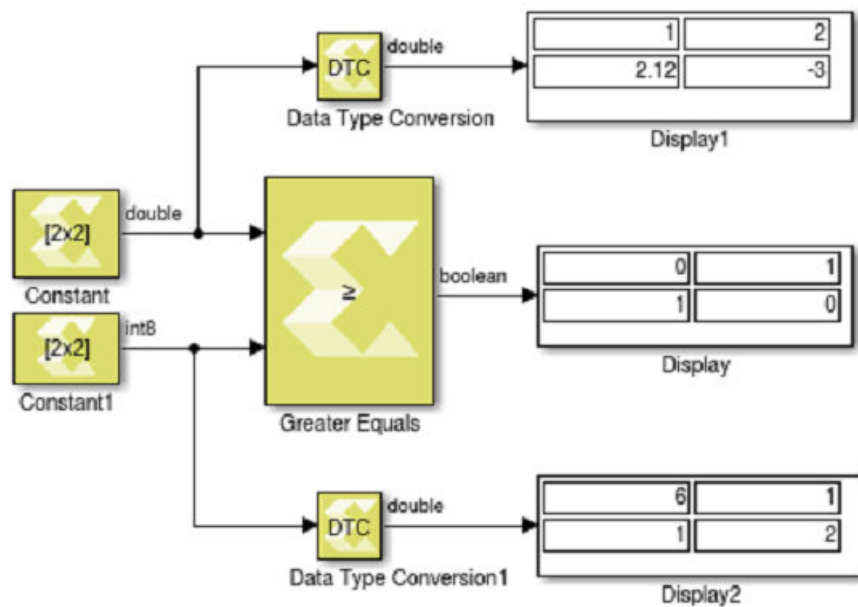 double
DTC
Data Type Conversion
1 2
2.12 -3
Display1
[2x2]
double
Constant
[2x2]
int8
Constant1
≥
Greater Equals
boolean
0 1
1 0
Display
DTC
double
Data Type Conversion1
6 1
1 2
Display2